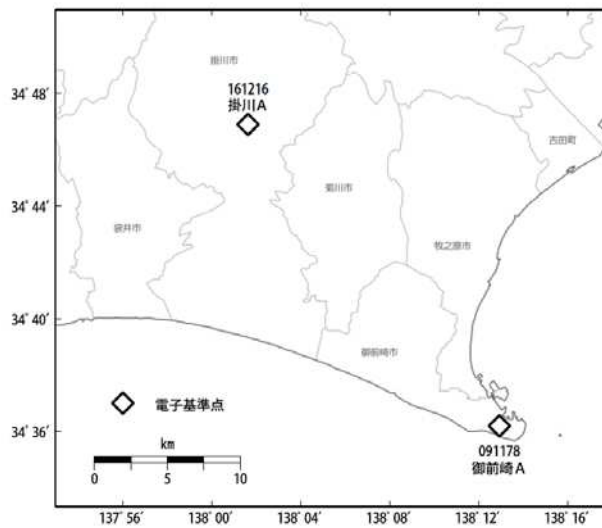 掛川市
34˚ 48′
161216
掛川A
吉田町
34˚ 44′
菊川市
袋井市
牧之原市
34˚ 40′
御前崎市
電子基準点
34˚ 36′
km
091178
御前崎A
0 5 10
137˚ 56′ 138˚ 00′ 138˚ 04′ 138˚ 08′ 138˚ 12′ 138˚ 16′